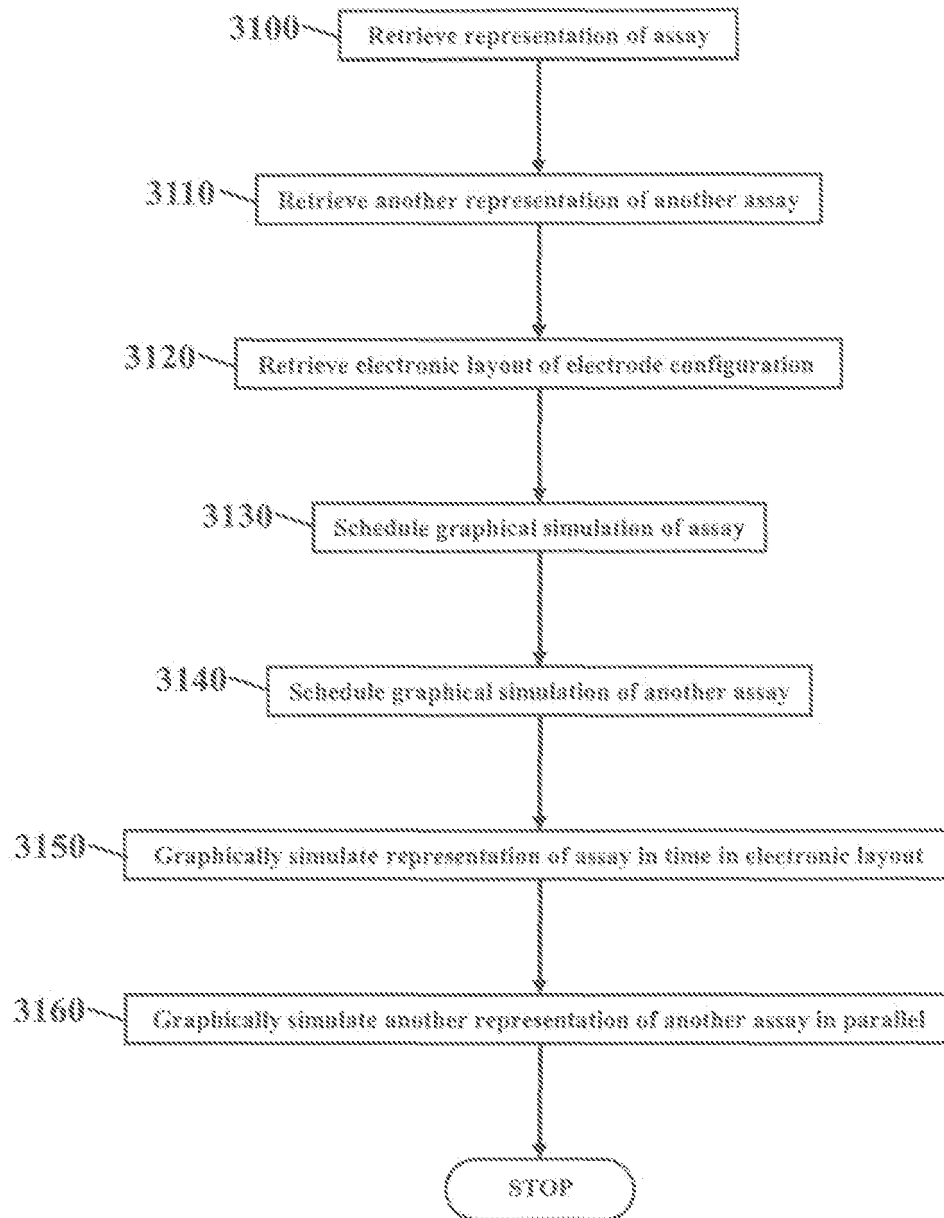 3100 Retrieve representation of assay
3110 Retrieve another representation of another assay
3120 Retrieve electronic layout of electrode configuration
3130 Schedule graphical simulation of assay
3140 Schedule graphical simulation of another assay
3150 Graphically simulate representation of assay in time in electronic layout
3160 Graphically simulate another representation of another assay in parallel
STOP